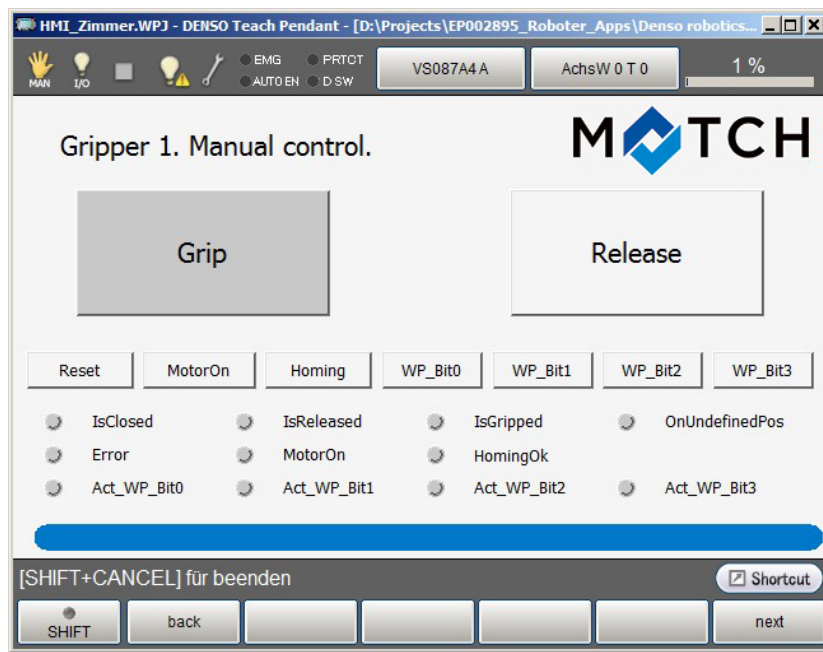 HMI_Zimmer.WPJ - DENSO Teach Pendant - [D:\Projects\EP002895_Roboter_Apps\Denso robotics...
MAN I/O EMG PRTCT VS087A4 A AchsW 0 T 0 1 %
AUTO EN D SW
Gripper 1. Manual control. MATCH
Grip Release
Reset MotorOn Homing WP_Bit0 WP_Bit1 WP_Bit2 WP_Bit3
IsClosed IsReleased IsGripped OnUndefinedPos
Error MotorOn HomingOk
Act_WP_Bit0 Act_WP_Bit1 Act_WP_Bit2 Act_WP_Bit3
[SHIFT+CANCEL] für beenden Shortcut
SHIFT back next